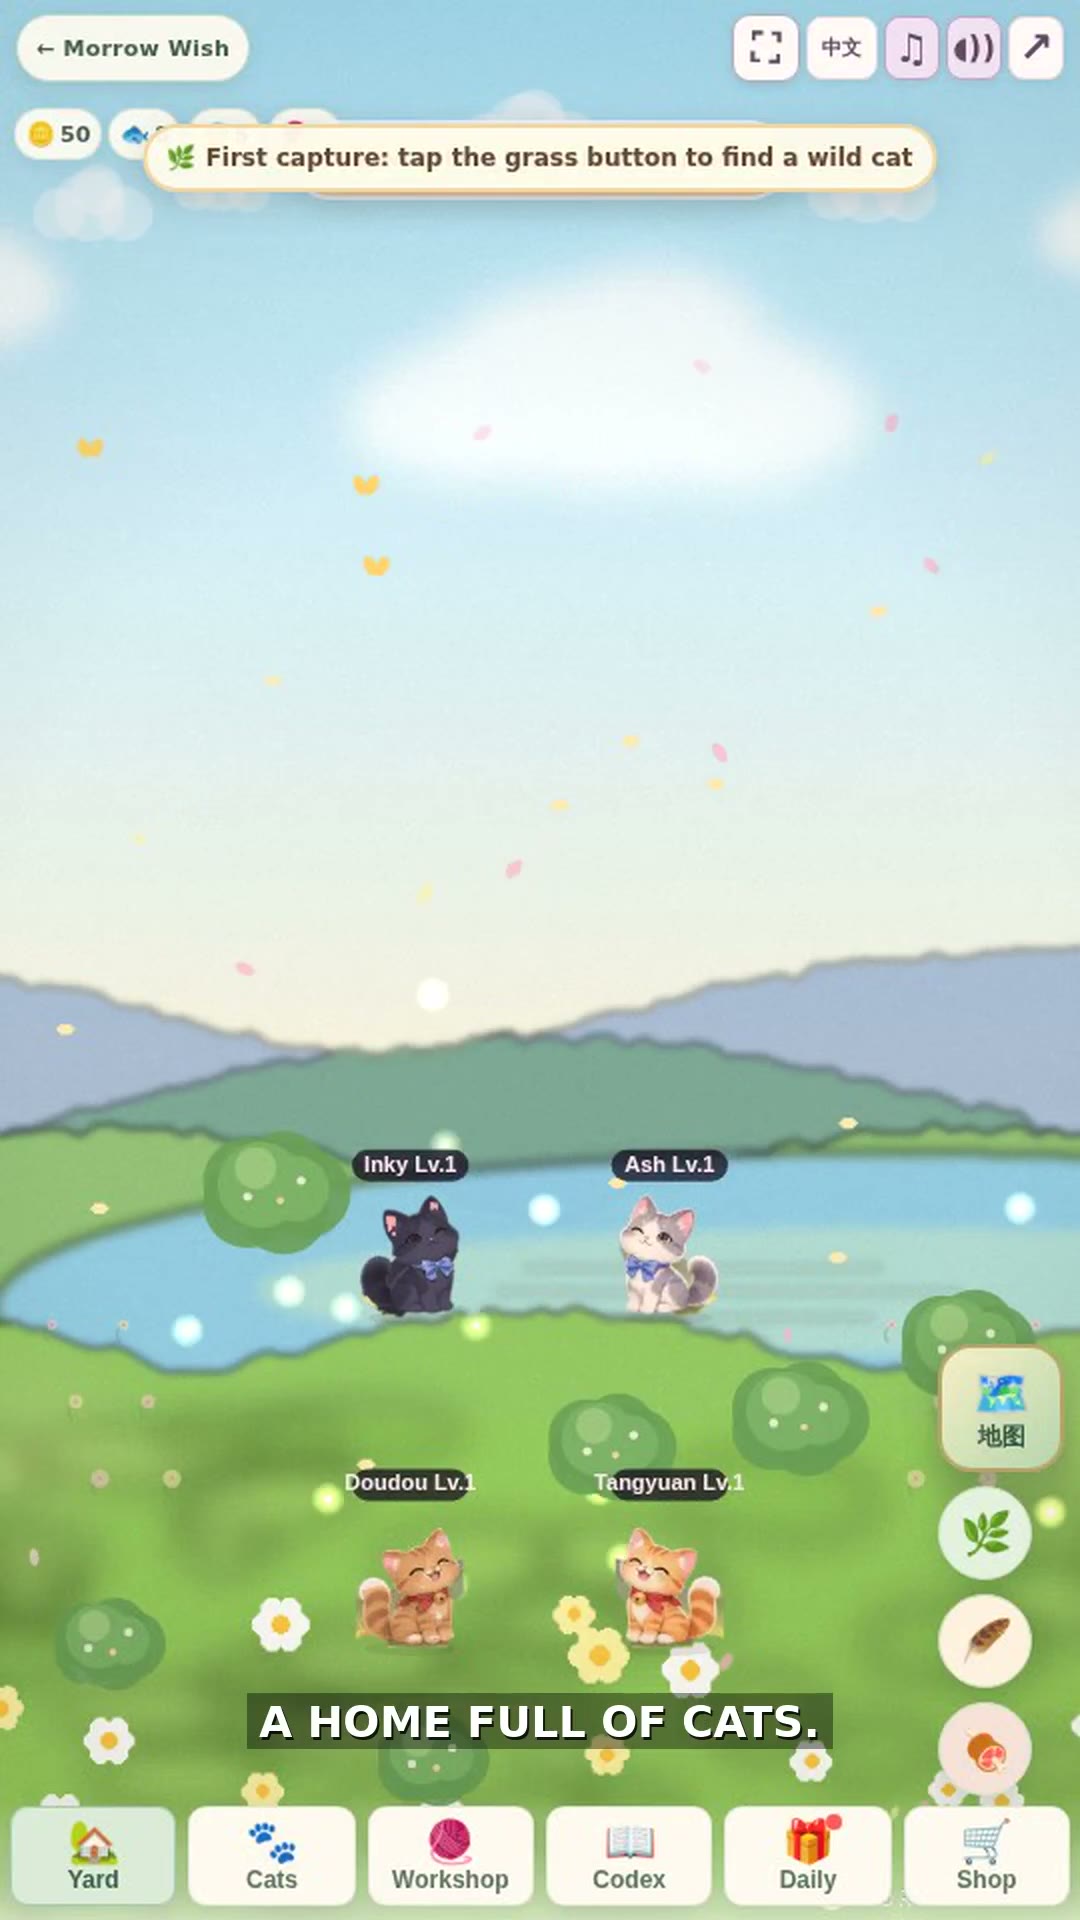 ← Morrow Wish
中文
50
First capture: tap the grass button to find a wild cat
Inky Lv.1
Ash Lv.1
地图
Doudou Lv.1
Tangyuan Lv.1
A HOME FULL OF CATS.
Yard
Cats
Workshop
Codex
Daily
Shop